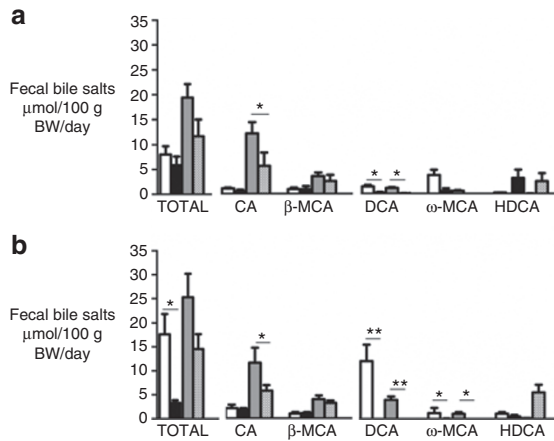 a
35
30
25
20
15
10
5
0
Fecal bile salts
μmol/100 g
BW/day
*
* *
TOTAL CA β-MCA DCA ω-MCA HDCA
b
35
30
25
20
15
10
5
0
Fecal bile salts
μmol/100 g
BW/day
*
*
**
**
* *
TOTAL CA β-MCA DCA ω-MCA HDCA